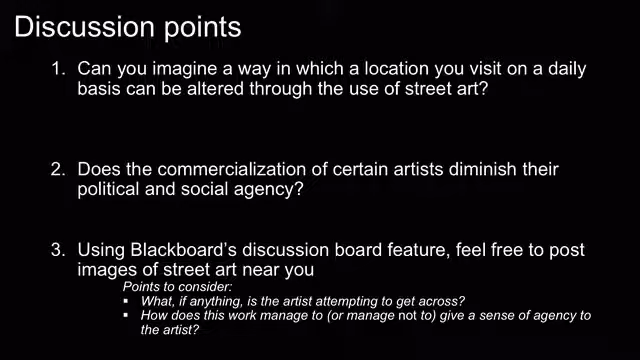 Discussion points
1. Can you imagine a way in which a location you visit on a daily
basis can be altered through the use of street art?
2. Does the commercialization of certain artists diminish their
political and social agency?
3. Using Blackboard's discussion board feature, feel free to post
images of street art near you
Points to consider:
▪ What, if anything, is the artist attempting to get across?
▪ How does this work manage to (or manage not to) give a sense of agency to
the artist?